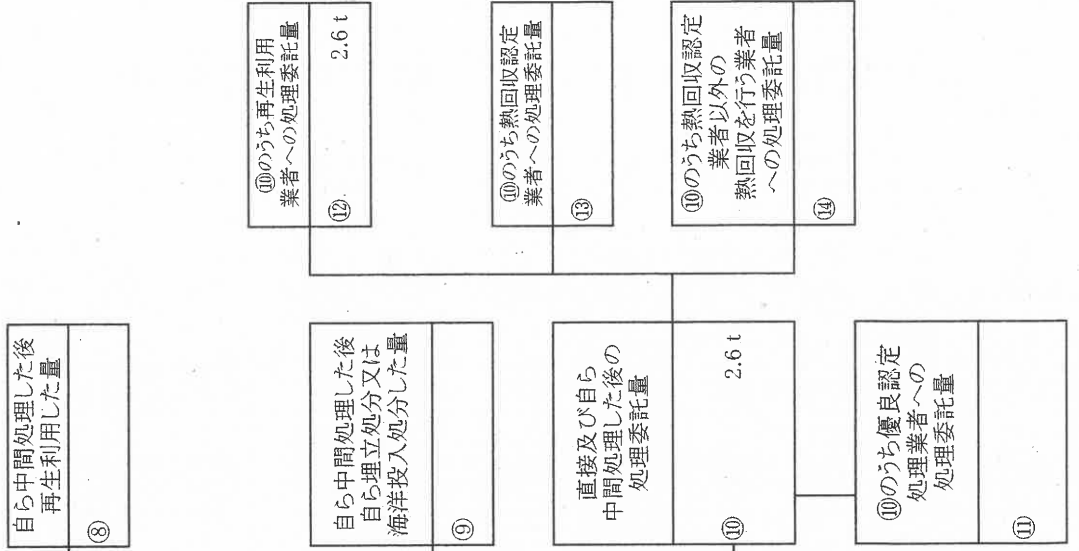 自ら中間処理した後
再生利用した量
⑧
自ら中間処理した後
自ら埋立処分又は
海洋投入処分した量
⑨
直接及び自ら
中間処理した後の
処理委託量
⑩ 2.6 t
⑩のうち優良認定
処理業者への
処理委託量
⑪
⑩のうち再生利用
業者への処理委託量
⑫ 2.6 t
⑩のうち熱回収認定
業者への処理委託量
⑬
⑩のうち熱回収認定
業者以外の
熱回収を行う業者
への処理委託量
⑭